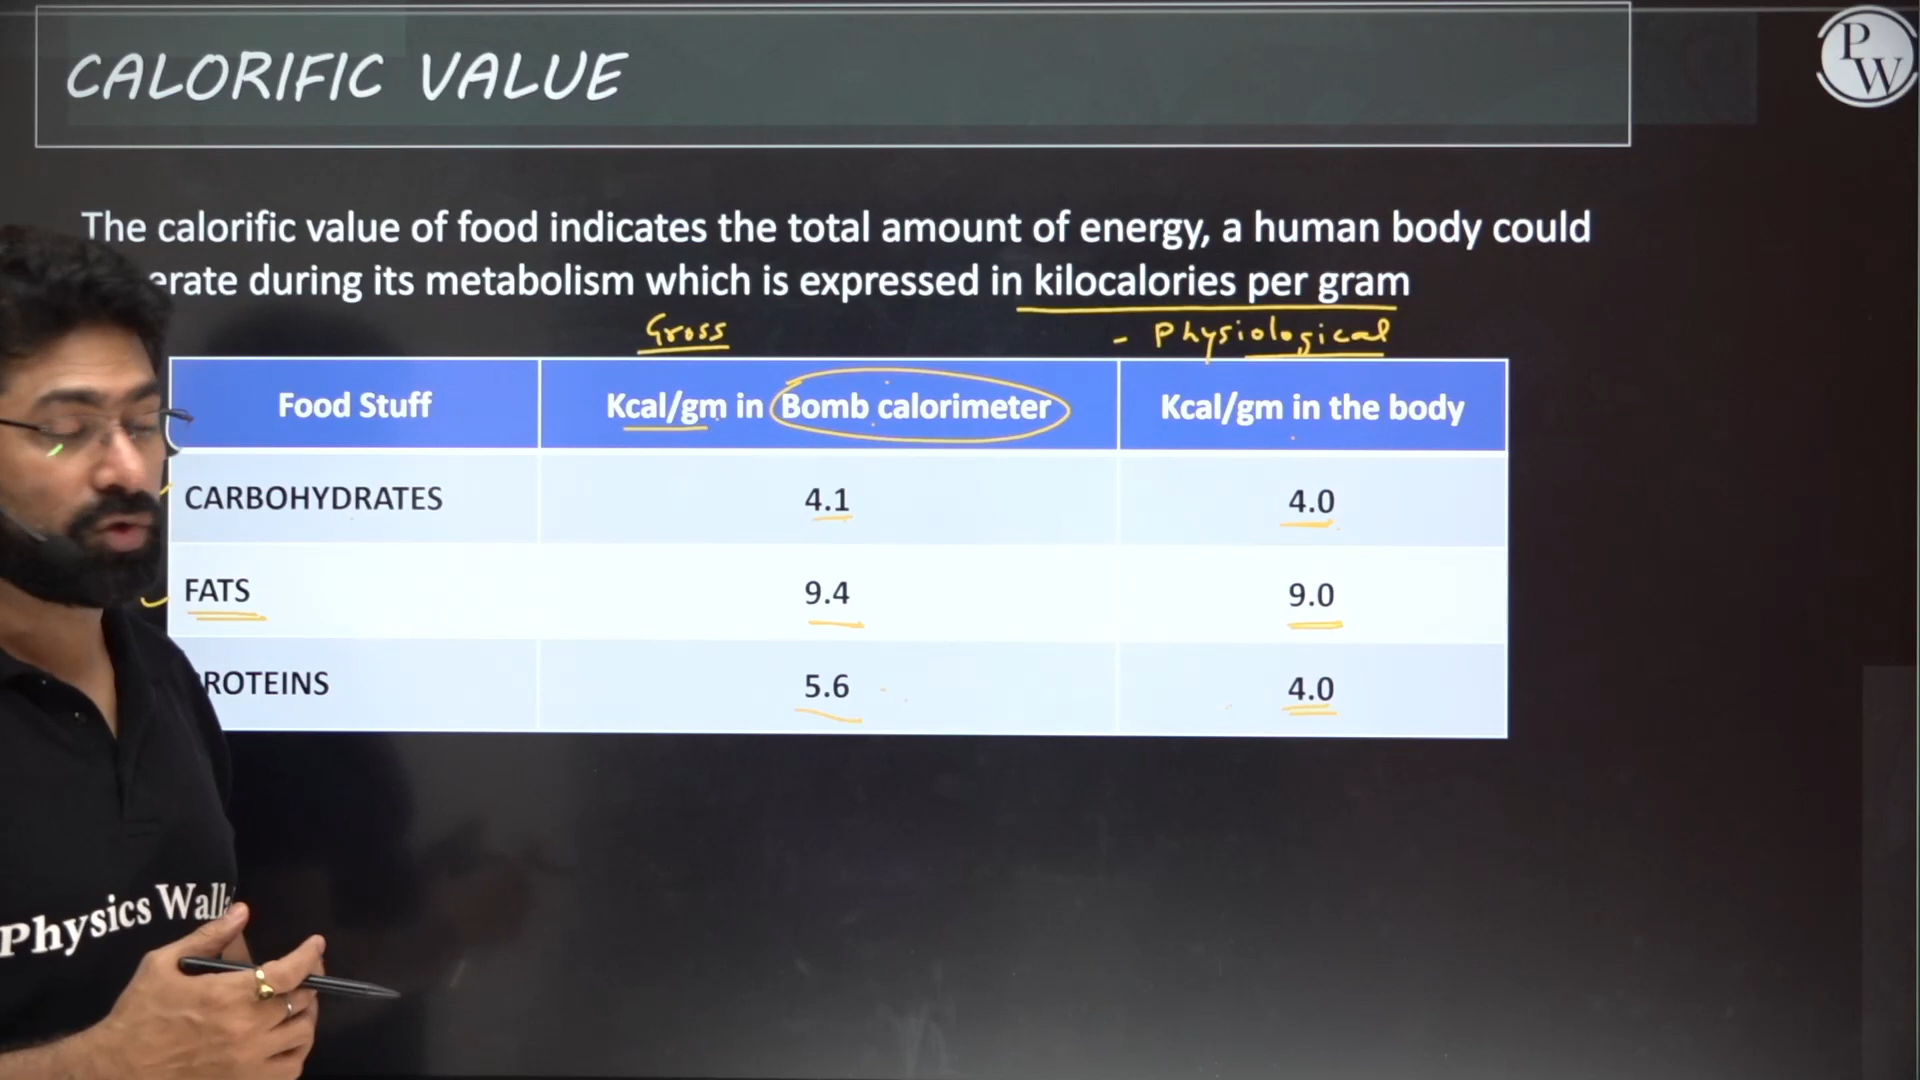 CALORIFIC VALUE
PW
The calorific value of food indicates the total amount of energy, a human body could
erate during its metabolism which is expressed in kilocalories per gram
Gross
- Physiological
Food Stuff Kcal/gm in Bomb calorimeter Kcal/gm in the body
CARBOHYDRATES 4.1 4.0
FATS 9.4 9.0
ROTEINS 5.6 4.0
Physics Wall